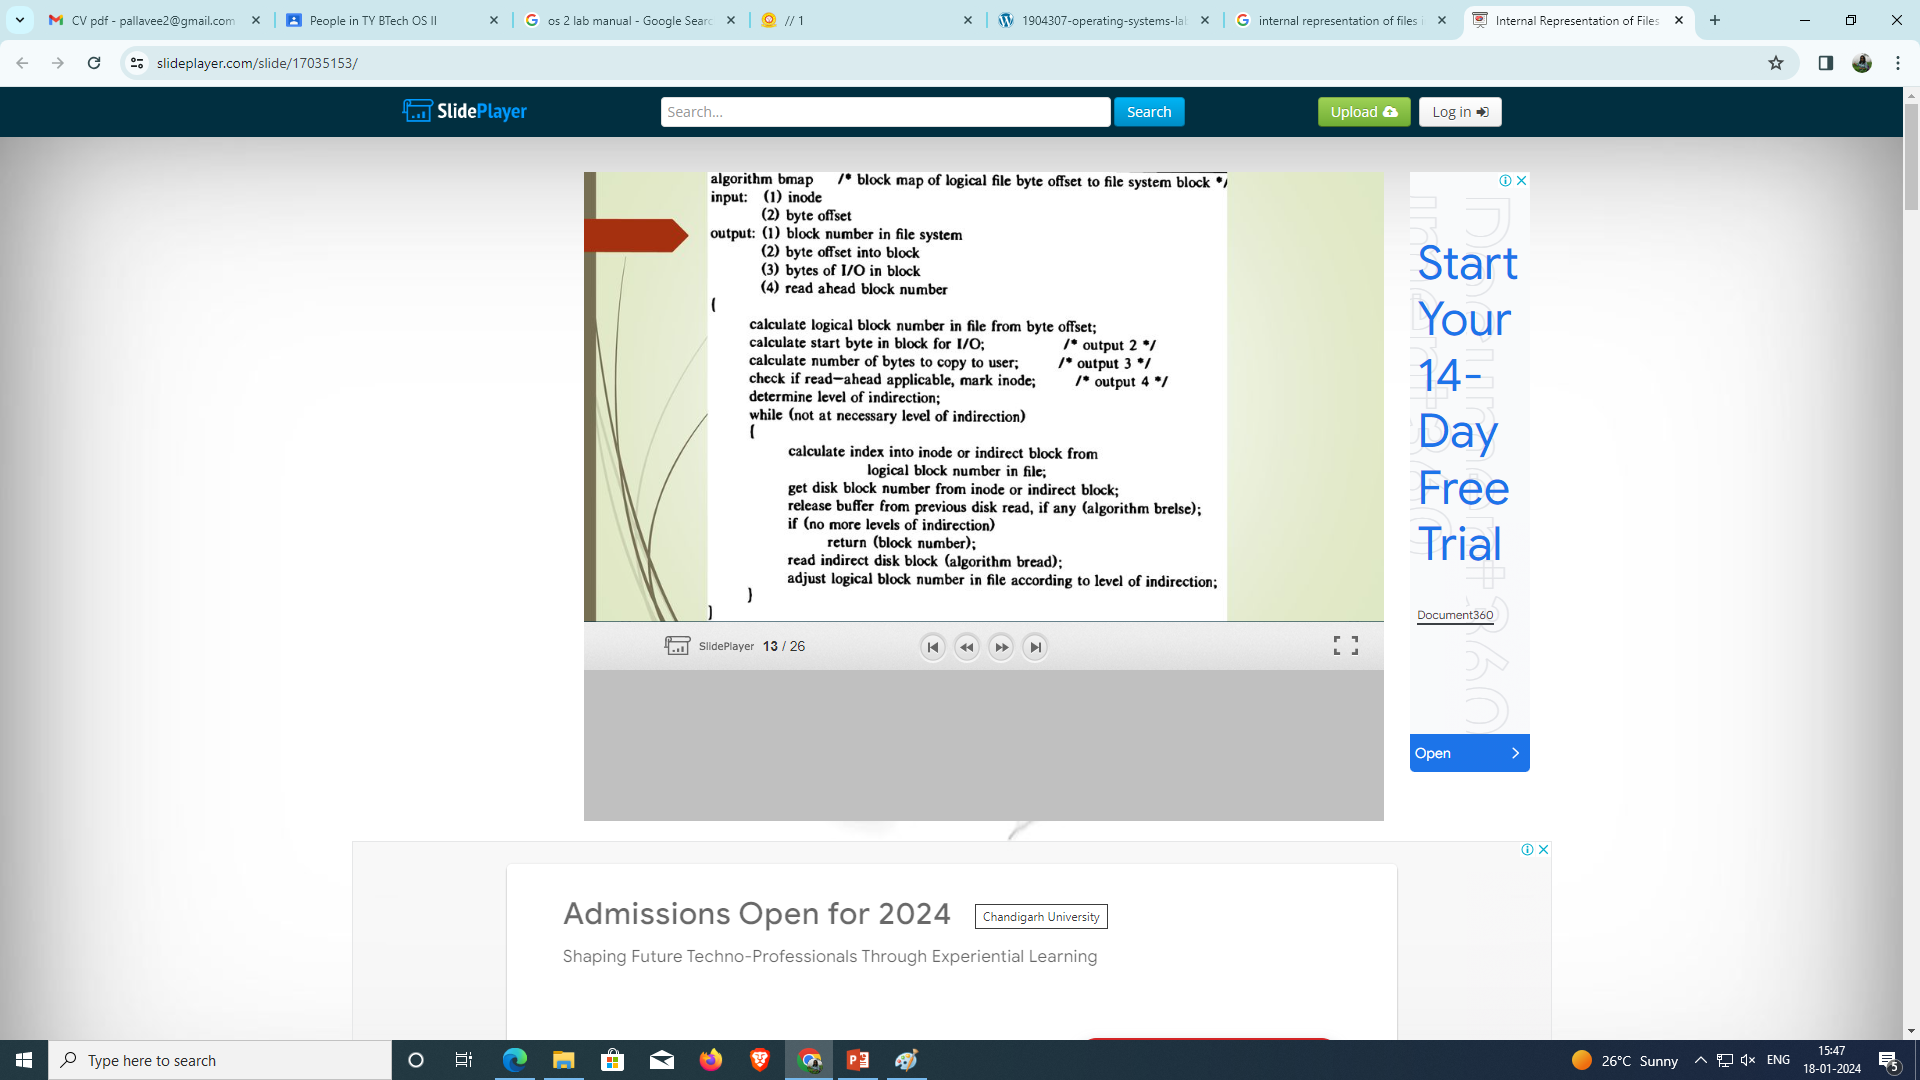 CV pdf - pallavee2@gmail.com
People in TY BTech OS II
os 2 lab manual - Google Searc
// 1
1904307-operating-systems-la
internal representation of files i
Internal Representation of Files
slideplayer.com/slide/17035153/
SlidePlayer
Search...
Search
Upload
Log in
algorithm bmap /* block map of logical file byte offset to file system block */
input: (1) inode
(2) byte offset
output: (1) block number in file system
(2) byte offset into block
(3) bytes of I/O in block
(4) read ahead block number
{
calculate logical block number in file from byte offset;
calculate start byte in block for I/O; /* output 2 */
calculate number of bytes to copy to user; /* output 3 */
check if read-ahead applicable, mark inode; /* output 4 */
determine level of indirection;
while (not at necessary level of indirection)
{
calculate index into inode or indirect block from
logical block number in file;
get disk block number from inode or indirect block;
release buffer from previous disk read, if any (algorithm brelse);
if (no more levels of indirection)
return (block number);
read indirect disk block (algorithm bread);
adjust logical block number in file according to level of indirection;
}
}
SlidePlayer 13 / 26
Start
Your
14-
Day
Free
Trial
Document360
Open
Admissions Open for 2024
Chandigarh University
Shaping Future Techno-Professionals Through Experiential Learning
Type here to search
26°C Sunny
ENG
15:47
18-01-2024
5